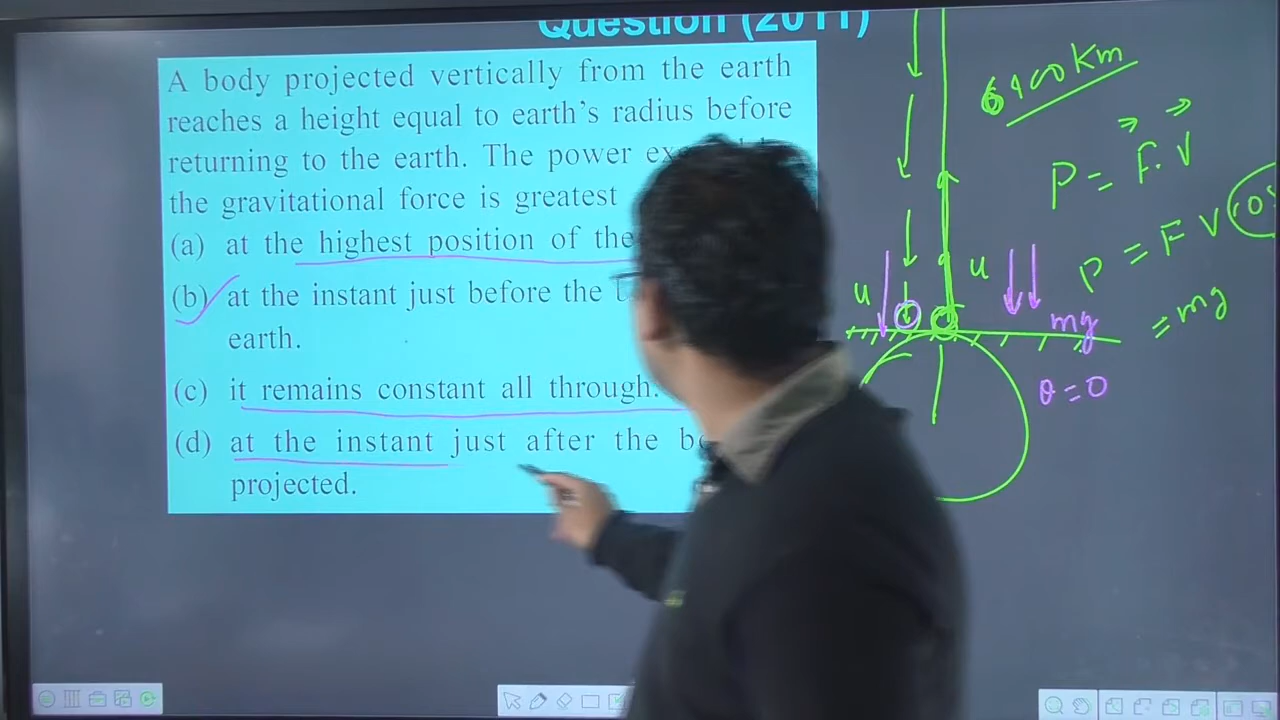 Question (2011)
A body projected vertically from the earth
reaches a height equal to earth's radius before
returning to the earth. The power
the gravitational force is greatest
(a) at the highest position of the
(b) at the instant just before the
earth.
(c) it remains constant all through.
(d) at the instant just after the
projected.
6400 Km
P = F. V
P = F V cos
= mg
u
u
mg
θ = 0